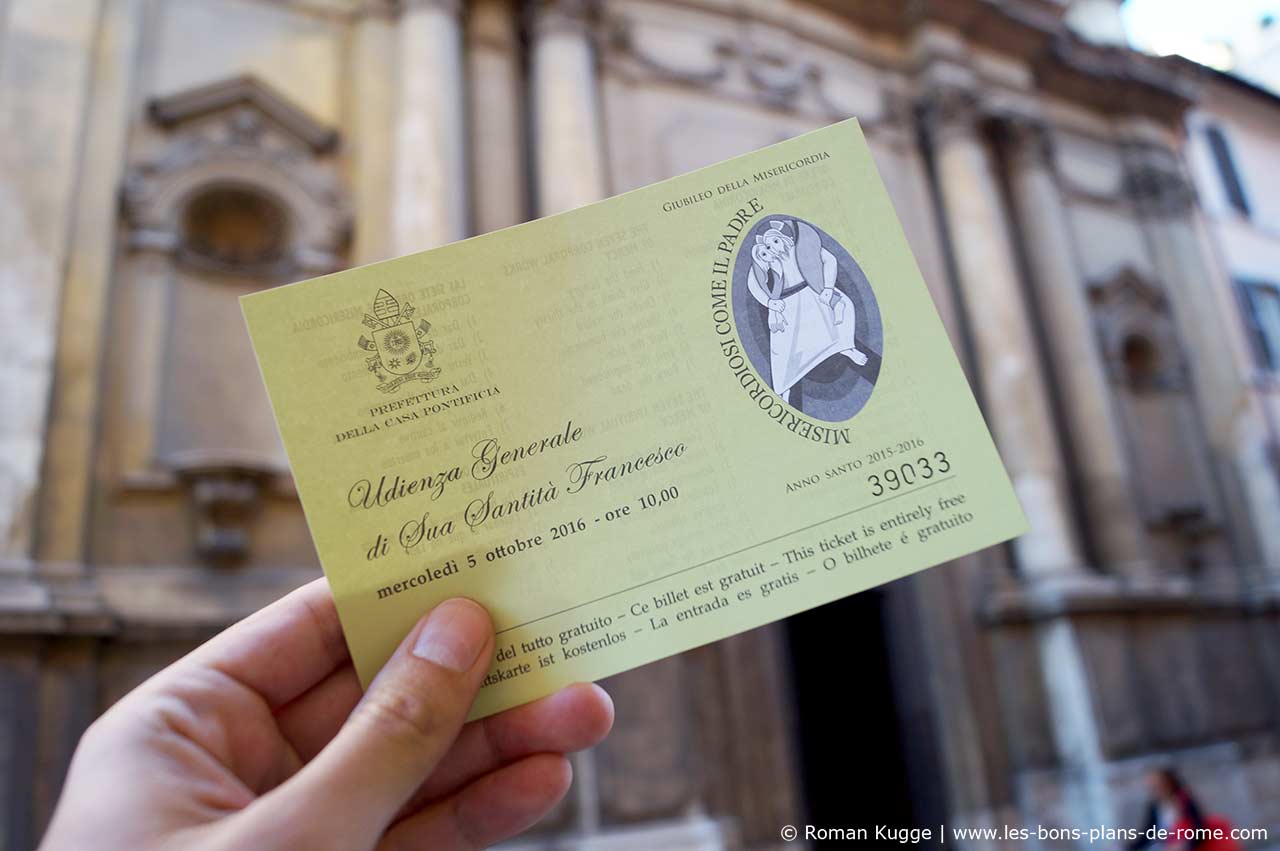 GIUBILEO DELLA MISERICORDIA
MISERICORDIOSI COME IL PADRE
PREFETTURA
DELLA CASA PONTIFICIA
Udienza Generale
di Sua Santità Francesco
mercoledì 5 ottobre 2016 - ore 10,00
ANNO SANTO 2015-2016
39033
del tutto gratuito – Ce billet est gratuit – This ticket is entirely free
ist kostenlos – La entrada es gratis – O bilhete é gratuito
© Roman Kugge | www.les-bons-plans-de-rome.com